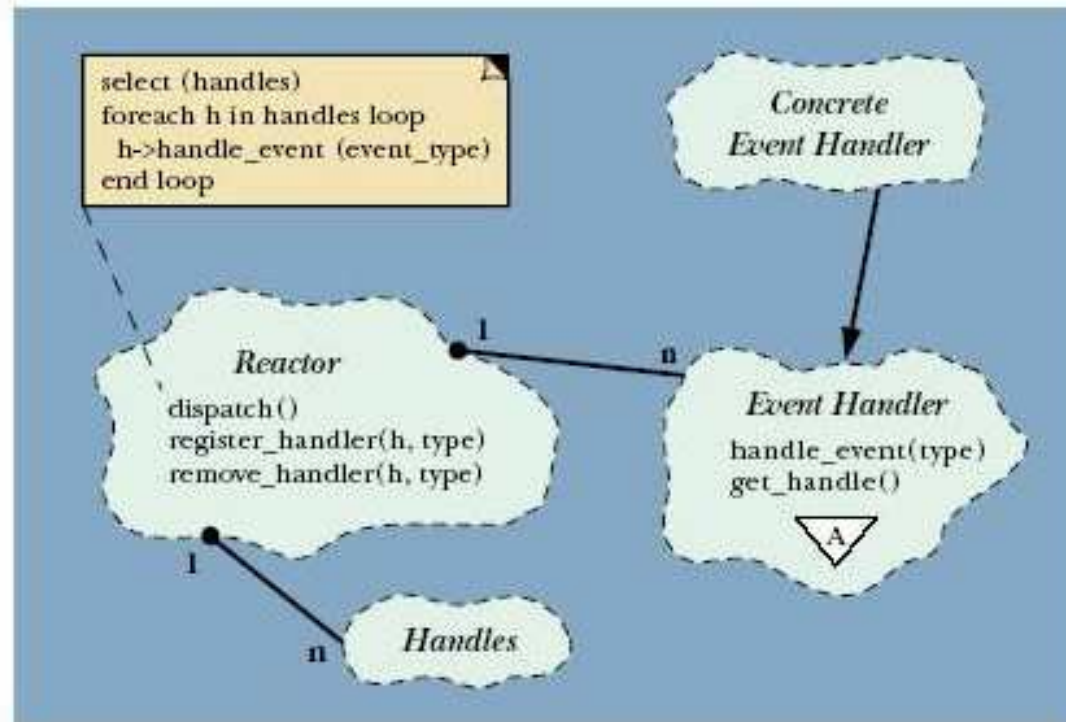 select (handles)
foreach h in handles loop
h->handle_event (event_type)
end loop
Concrete
Event Handler
Reactor
dispatch()
register_handler(h, type)
remove_handler(h, type)
1
n
Event Handler
handle_event(type)
get_handle()
A
1
n
Handles